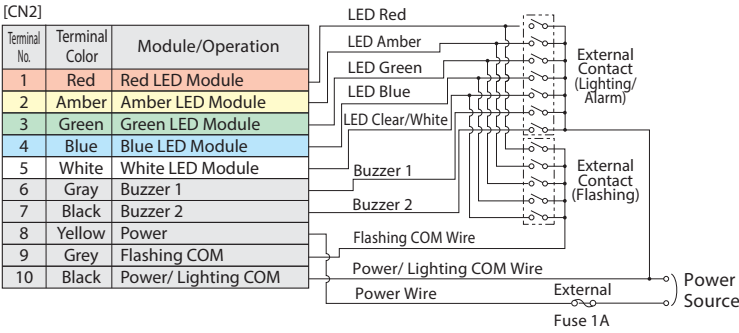 [CN2]
Terminal No. Terminal Color Module/Operation
1 Red Red LED Module
2 Amber Amber LED Module
3 Green Green LED Module
4 Blue Blue LED Module
5 White White LED Module
6 Gray Buzzer 1
7 Black Buzzer 2
8 Yellow Power
9 Grey Flashing COM
10 Black Power/ Lighting COM
LED Red
LED Amber
LED Green
LED Blue
LED Clear/White
Buzzer 1
Buzzer 2
Flashing COM Wire
Power/ Lighting COM Wire
Power Wire
External
Contact
(Lighting/
Alarm)
External
Contact
(Flashing)
External
Fuse 1A
Power
Source